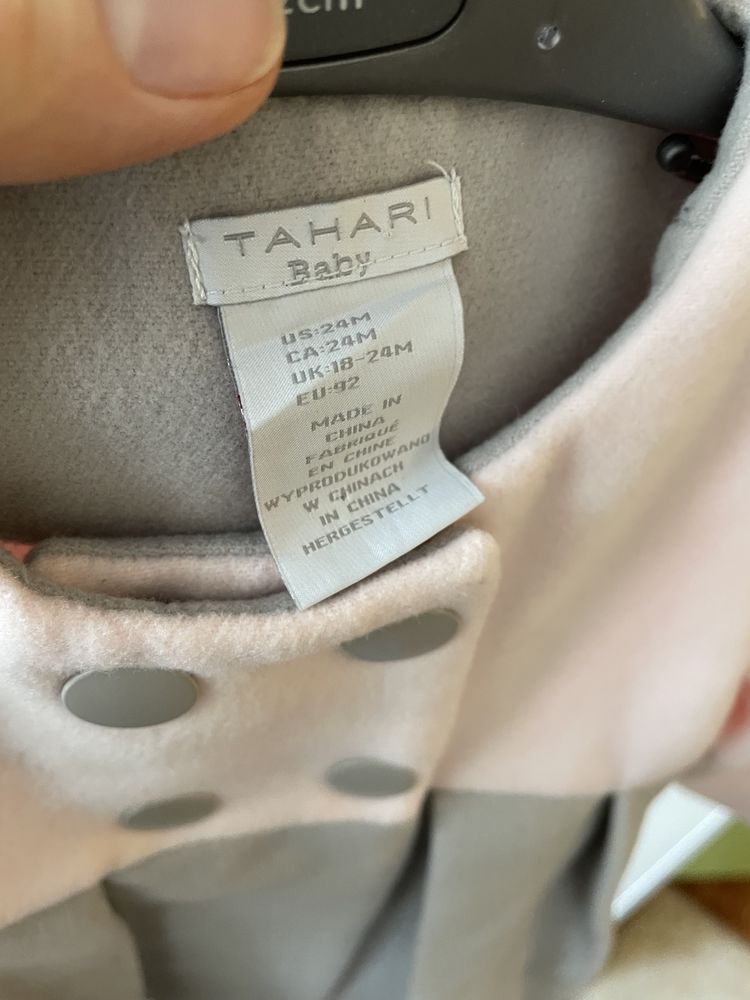 2cm
TAHARI
Baby
US:24M
CA:24M
UK:18-24M
EU:92
MADE IN
CHINA
FABRIQUÉ
EN CHINE
WYPRODUKOWANO
W CHINACH
IN CHINA
HERGESTELLT